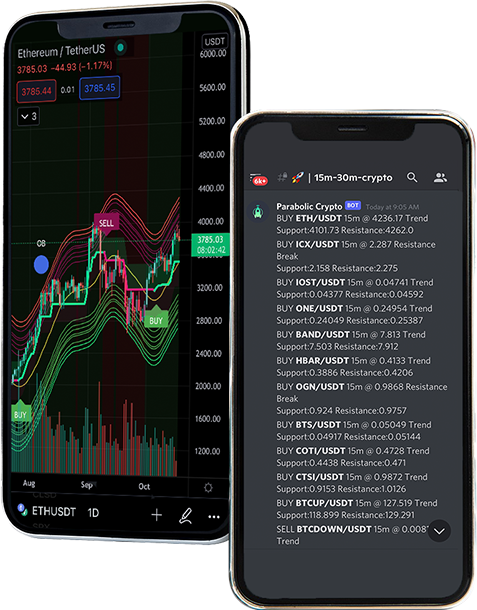 Ethereum / TetherUS
3785.03 −44.93 (−1.17%)
3785.44 0.01 3785.45
3
USDT
6000.00
5600.00
5200.00
4800.00
4400.00
4000.00
3785.03
08:02:42
3200.00
2800.00
2400.00
2000.00
1600.00
1200.00
OB
SELL
BUY
BUY
Aug Sep Oct
ETHUSDT 1D
6k+
15m-30m-crypto
Parabolic Crypto BOT Today at 9:05 AM
BUY ETH/USDT 15m @ 4236.17 Trend
Support:4101.73 Resistance:4262.0
BUY ICX/USDT 15m @ 2.287 Resistance
Break
Support:2.158 Resistance:2.275
BUY IOST/USDT 15m @ 0.04741 Trend
Support:0.04377 Resistance:0.04592
BUY ONE/USDT 15m @ 0.24954 Trend
Support:0.24049 Resistance:0.25387
BUY BAND/USDT 15m @ 7.813 Trend
Support:7.503 Resistance:7.912
BUY HBAR/USDT 15m @ 0.4133 Trend
Support:0.3886 Resistance:0.4206
BUY OGN/USDT 15m @ 0.9868 Resistance
Break
Support:0.924 Resistance:0.9757
BUY BTS/USDT 15m @ 0.05049 Trend
Support:0.04917 Resistance:0.05144
BUY COTI/USDT 15m @ 0.4728 Trend
Support:0.4438 Resistance:0.471
BUY CTSI/USDT 15m @ 0.9872 Trend
Support:0.9153 Resistance:1.0126
BUY BTCUP/USDT 15m @ 127.519 Trend
Support:118.899 Resistance:129.291
SELL BTCDOWN/USDT 15m @
Trend